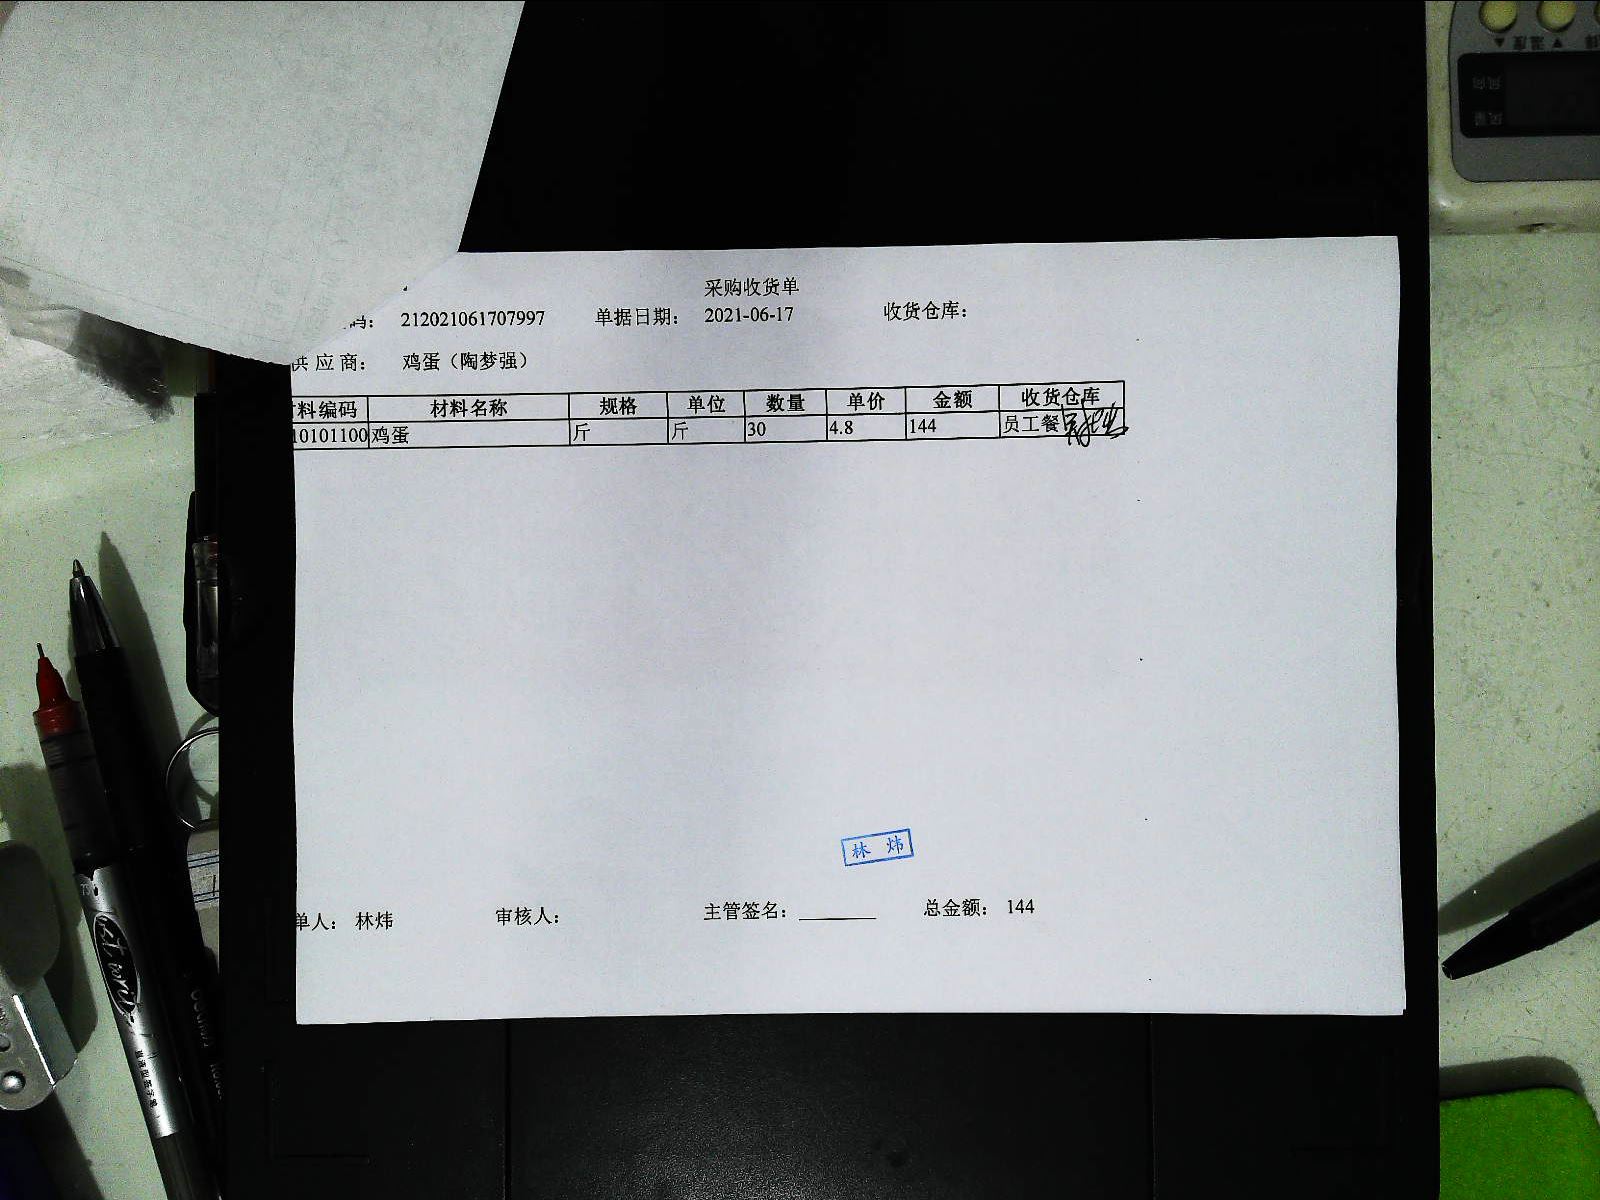 采购收货单
码： 212021061707997 单据日期： 2021-06-17 收货仓库：
供应商： 鸡蛋（陶梦强）
料编码 材料名称 规格 单位 数量 单价 金额 收货仓库
10101100 鸡蛋 斤 斤 30 4.8 144 员工餐
林炜
单人： 林炜 审核人： 主管签名： 总金额： 144